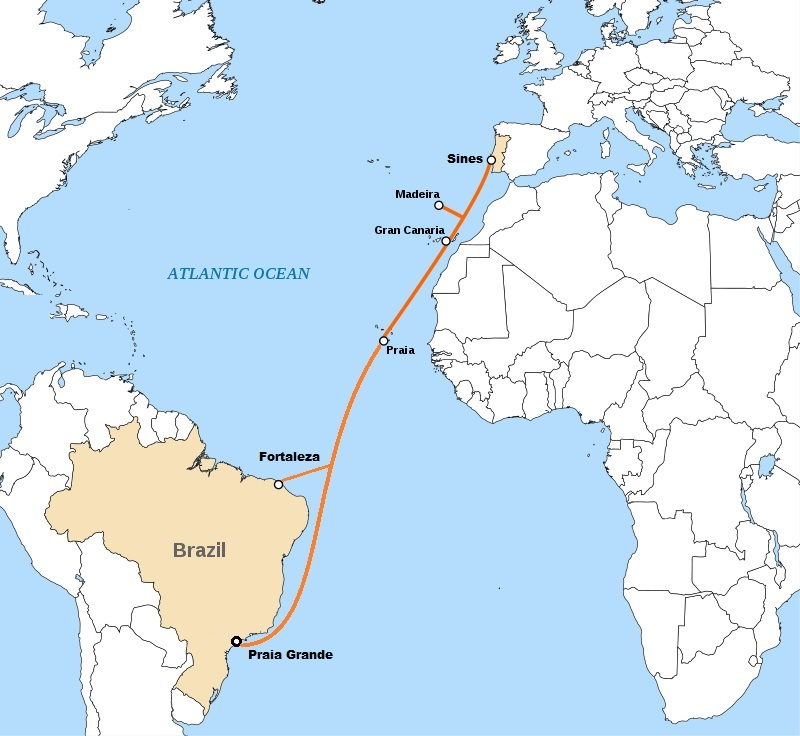 Sines
Madeira
Gran Canaria
ATLANTIC OCEAN
Praia
Fortaleza
Brazil
Praia Grande